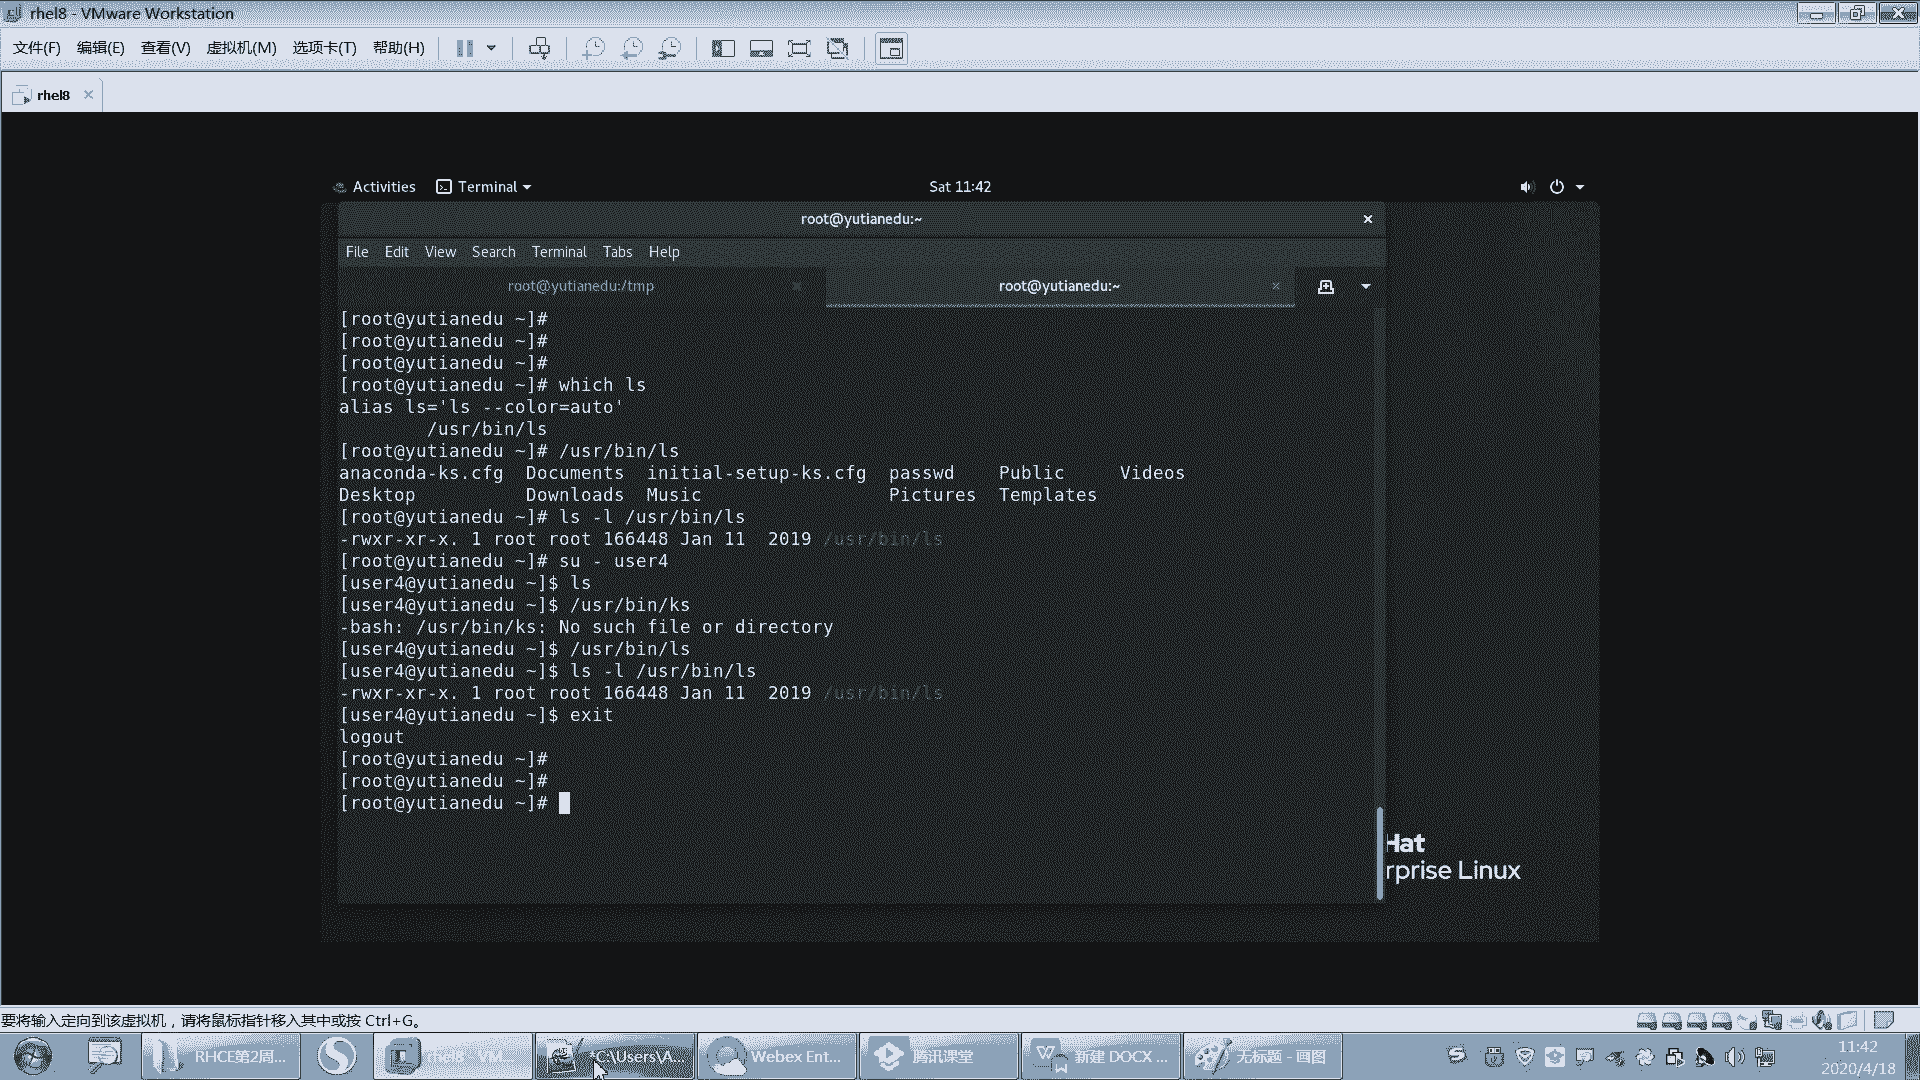 rhel8 - VMware Workstation
文件(F) 编辑(E) 查看(V) 虚拟机(M) 选项卡(T) 帮助(H)
rhel8
Activities Terminal Sat 11:42
root@yutianedu:~
File Edit View Search Terminal Tabs Help
root@yutianedu:/tmp root@yutianedu:~
[root@yutianedu ~]#
[root@yutianedu ~]#
[root@yutianedu ~]#
[root@yutianedu ~]# which ls
alias ls='ls --color=auto'
/usr/bin/ls
[root@yutianedu ~]# /usr/bin/ls
anaconda-ks.cfg Documents initial-setup-ks.cfg passwd Public Videos
Desktop Downloads Music Pictures Templates
[root@yutianedu ~]# ls -l /usr/bin/ls
-rwxr-xr-x. 1 root root 166448 Jan 11 2019 /usr/bin/ls
[root@yutianedu ~]# su - user4
[user4@yutianedu ~]$ ls
[user4@yutianedu ~]$ /usr/bin/ks
-bash: /usr/bin/ks: No such file or directory
[user4@yutianedu ~]$ /usr/bin/ls
[user4@yutianedu ~]$ ls -l /usr/bin/ls
-rwxr-xr-x. 1 root root 166448 Jan 11 2019 /usr/bin/ls
[user4@yutianedu ~]$ exit
logout
[root@yutianedu ~]#
[root@yutianedu ~]#
[root@yutianedu ~]#
Hat
rprise Linux
要将输入定向到该虚拟机，请将鼠标指针移入其中或按 Ctrl+G。
RHCE第2周... rhel8 - VM... *C:\Users\A... Webex Ent... 腾讯课堂 新建 DOCX ... 无标题 - 画图 11:42
2020/4/18